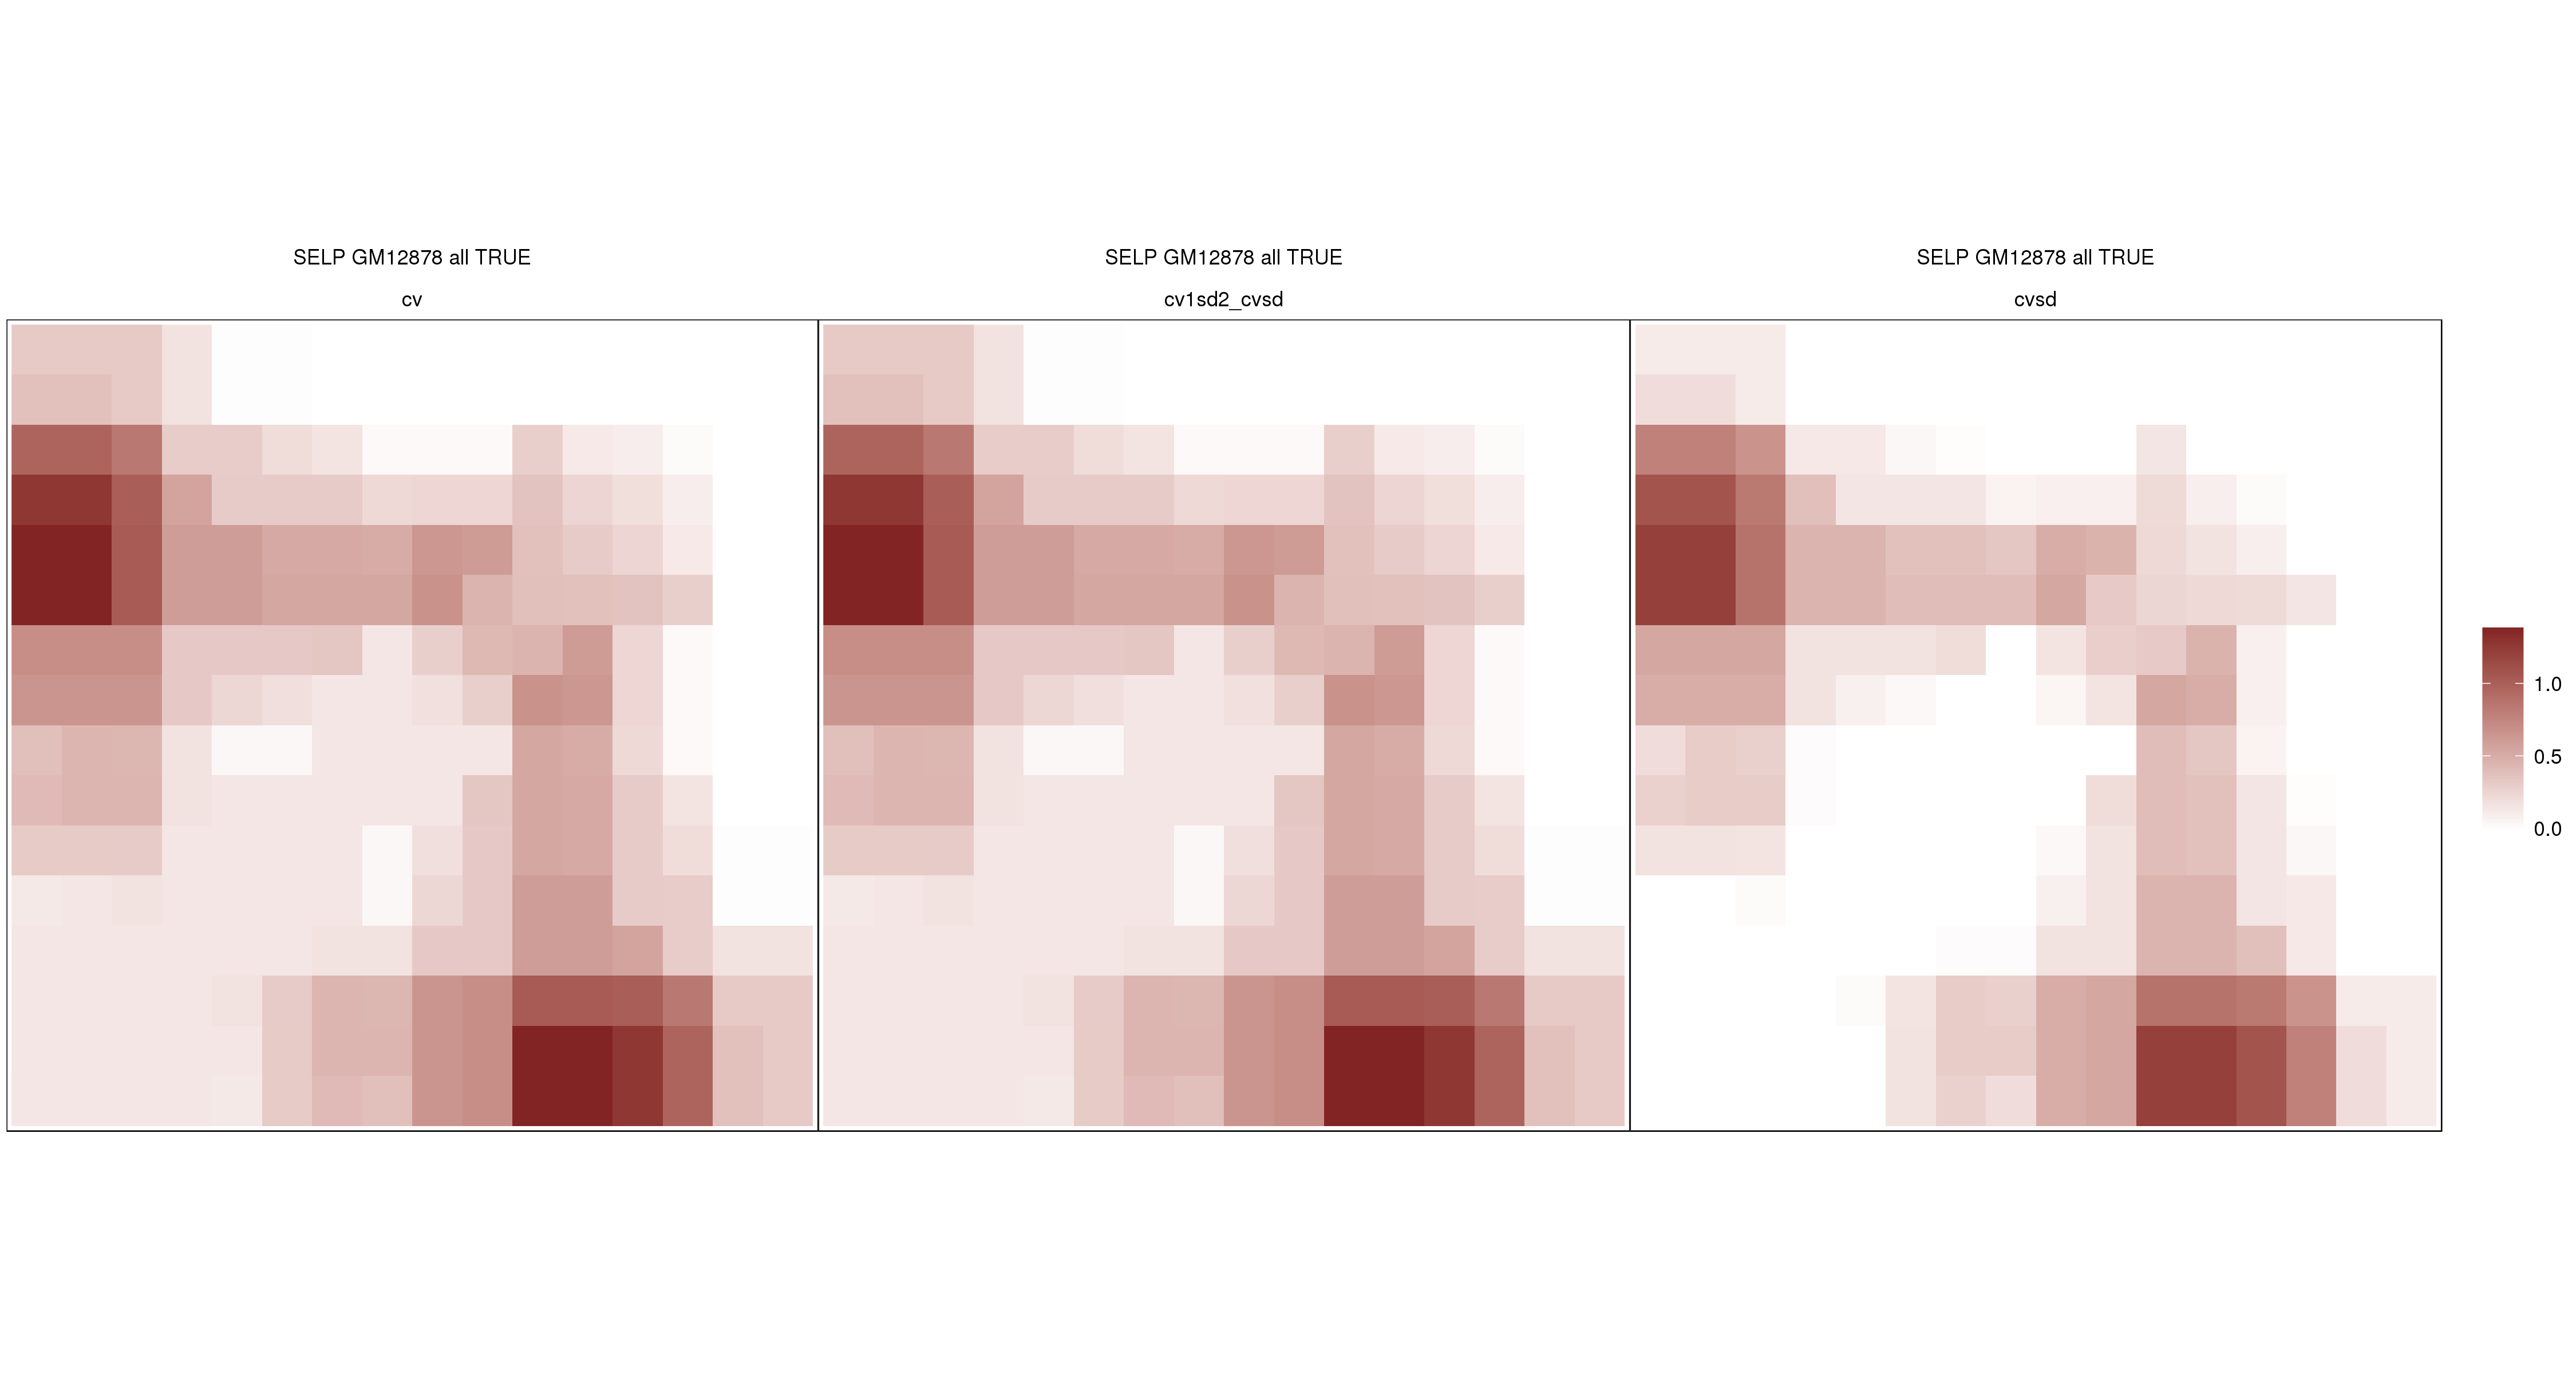 SELP GM12878 all TRUE
cv
SELP GM12878 all TRUE
cv1sd2_cvsd
SELP GM12878 all TRUE
cvsd
1.0
0.5
0.0